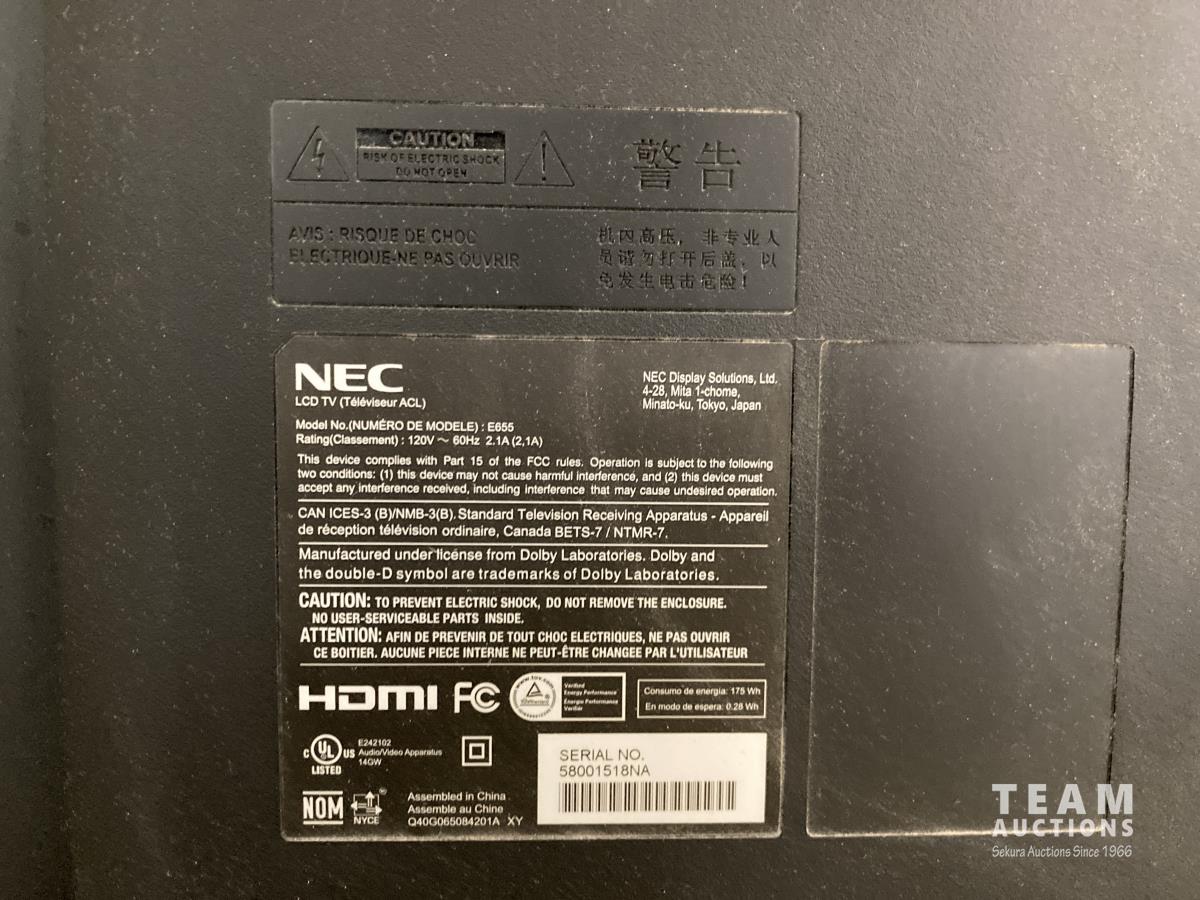 CAUTION
RISK OF ELECTRIC SHOCK
DO NOT OPEN
警告
AVIS : RISQUE DE CHOC
ELECTRIQUE-NE PAS OUVRIR
机内高压，非专业人
员请勿打开后盖，以
免发生电击危险！
NEC
LCD TV (Téléviseur ACL)
NEC Display Solutions, Ltd.
4-28, Mita 1-chome,
Minato-ku, Tokyo, Japan
Model No.(NUMÉRO DE MODELE) : E655
Rating(Classement) : 120V ～ 60Hz 2.1A (2,1A)
This device complies with Part 15 of the FCC rules. Operation is subject to the following
two conditions: (1) this device may not cause harmful interference, and (2) this device must
accept any interference received, including interference that may cause undesired operation.
CAN ICES-3 (B)/NMB-3(B). Standard Television Receiving Apparatus - Appareil
de réception télévision ordinaire, Canada BETS-7 / NTMR-7.
Manufactured under license from Dolby Laboratories. Dolby and
the double-D symbol are trademarks of Dolby Laboratories.
CAUTION: TO PREVENT ELECTRIC SHOCK, DO NOT REMOVE THE ENCLOSURE.
NO USER-SERVICEABLE PARTS INSIDE.
ATTENTION: AFIN DE PREVENIR DE TOUT CHOC ELECTRIQUES, NE PAS OUVRIR
CE BOITIER. AUCUNE PIECE INTERNE NE PEUT-ÊTRE CHANGEE PAR L'UTILISATEUR
HDMI FC
www.tuv.com
Verified
Energy Performance
Energie Performance
Verifier
Consumo de energía: 175 Wh
En modo de espera: 0.28 Wh
C UL US
LISTED
E242102
Audio/Video Apparatus
14GW
SERIAL NO.
58001518NA
NOM
NYCE
Assembled in China
Assemble au Chine
Q40G065084201A XY
TEAM
AUCTIONS
Sekura Auctions Since 1966